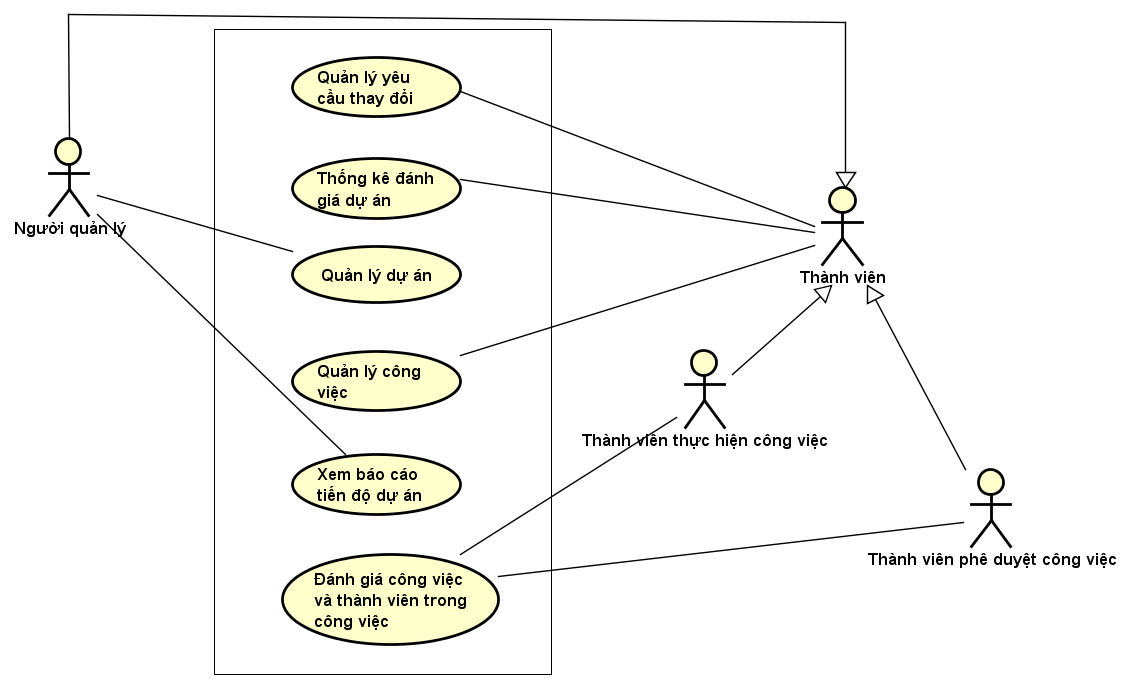 Quản lý yêu
cầu thay đổi
Thống kê đánh
giá dự án
Người quản lý
Quản lý dự án
Thành viên
Quản lý công
việc
Thành viên thực hiện công việc
Xem báo cáo
tiến độ dự án
Thành viên phê duyệt công việc
Đánh giá công việc
và thành viên trong
công việc